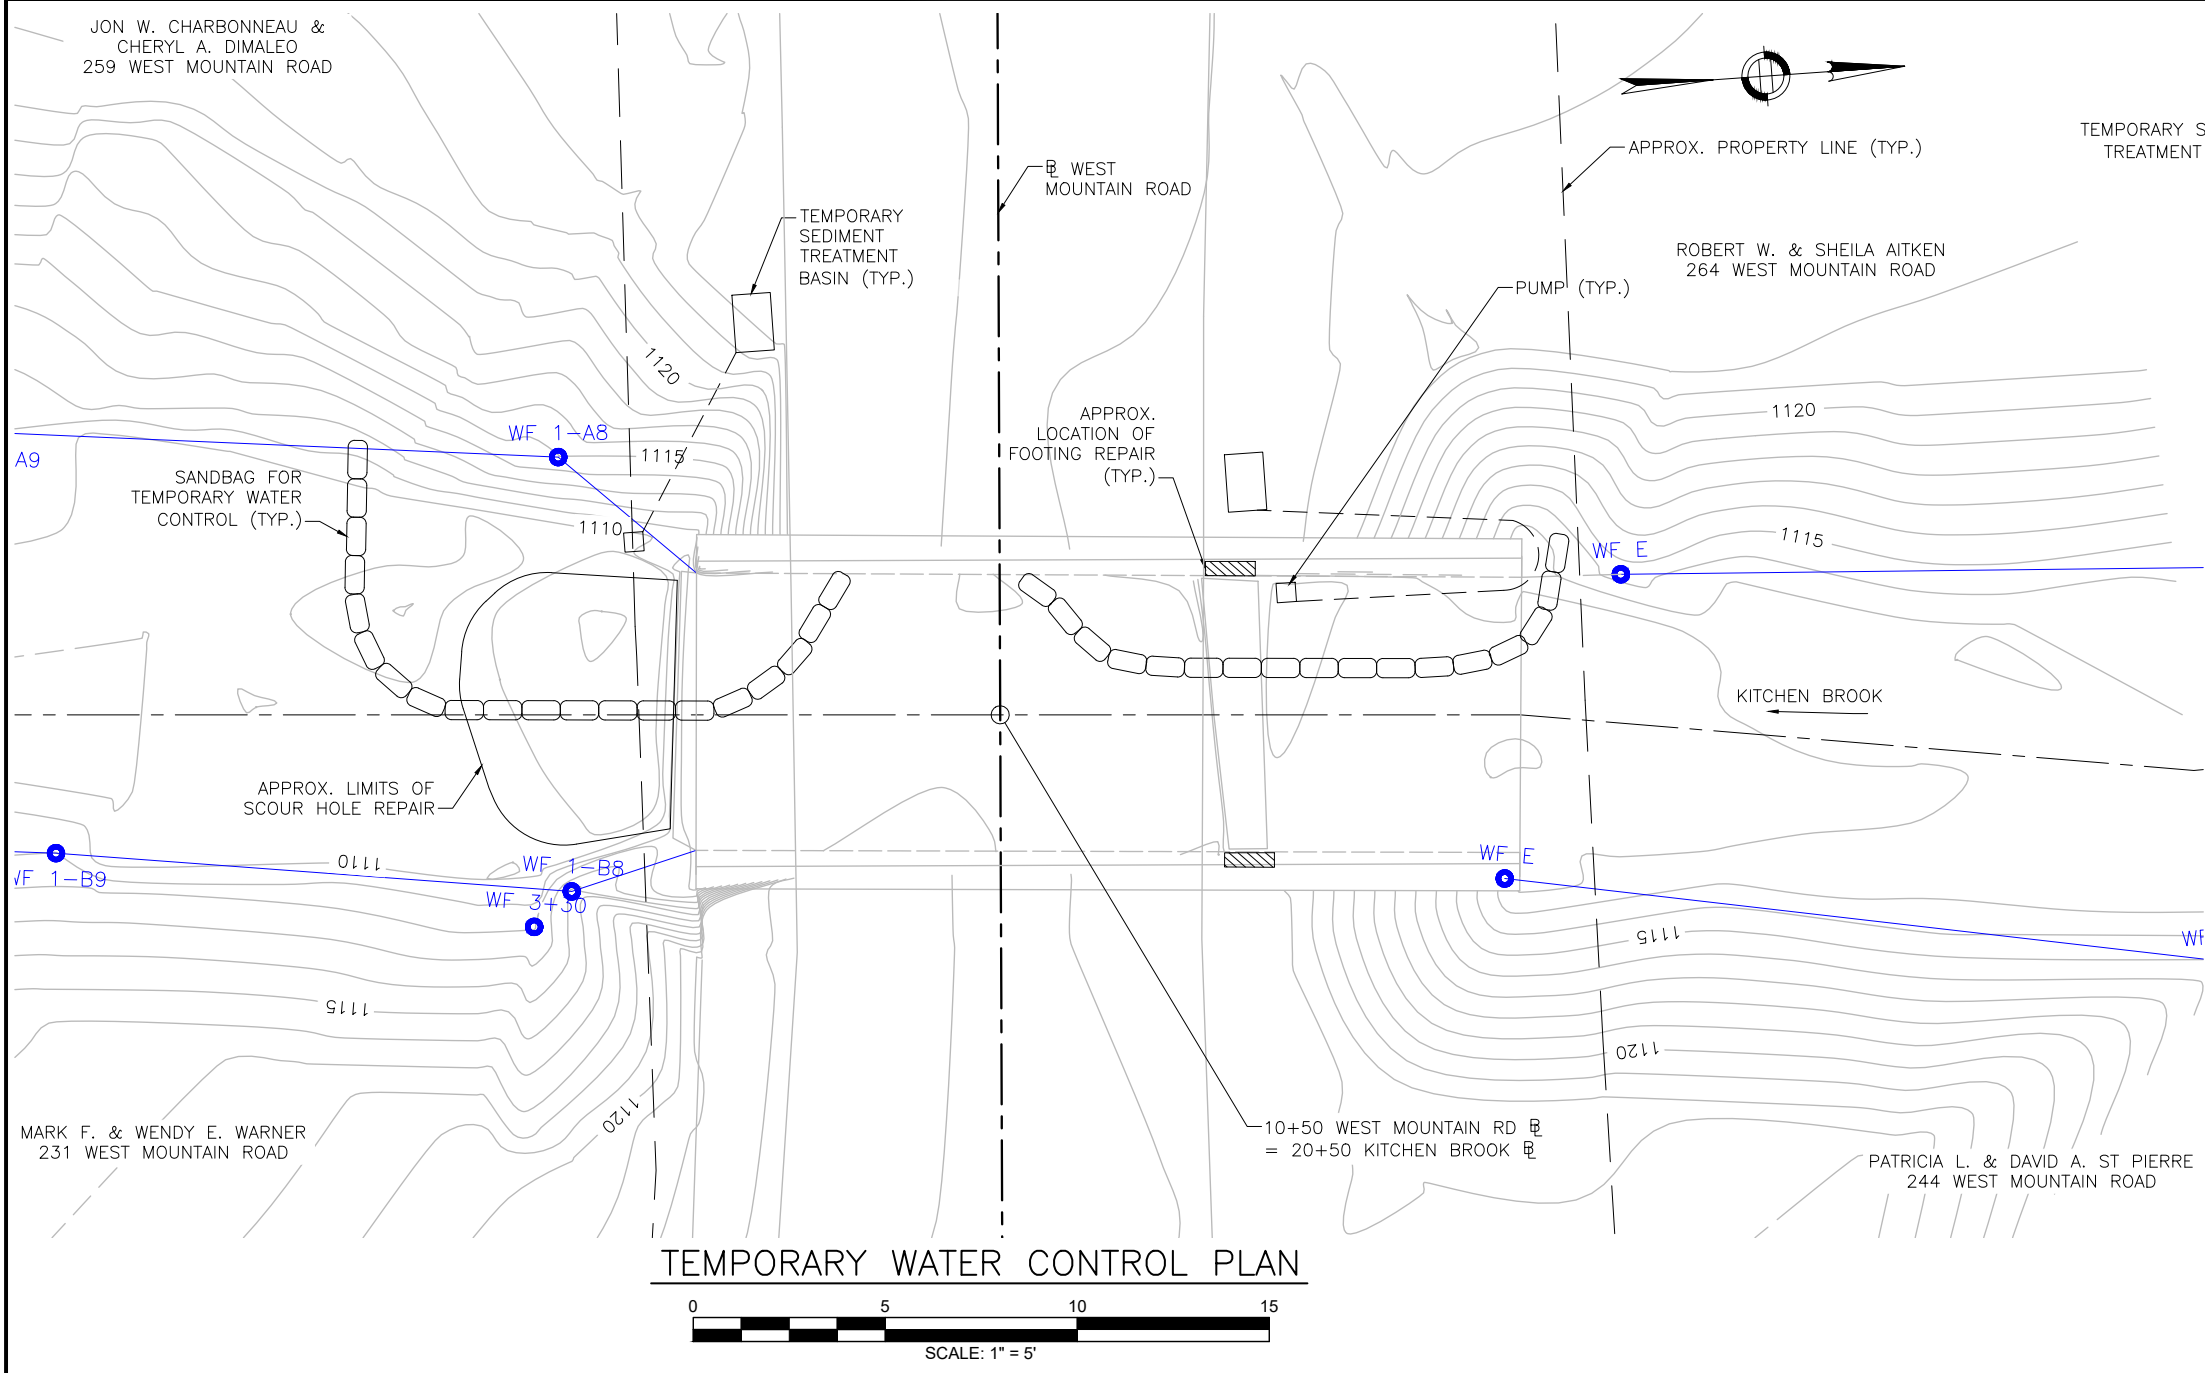 JON W. CHARBONNEAU &
CHERYL A. DIMALEO
259 WEST MOUNTAIN ROAD
TEMPORARY S
TREATMENT
APPROX. PROPERTY LINE (TYP.)
℄ WEST
MOUNTAIN ROAD
TEMPORARY
SEDIMENT
TREATMENT
BASIN (TYP.)
ROBERT W. & SHEILA AITKEN
264 WEST MOUNTAIN ROAD
PUMP (TYP.)
1120
1120
APPROX.
LOCATION OF
FOOTING REPAIR
(TYP.)
WF 1-A8
A9
1115
SANDBAG FOR
TEMPORARY WATER
CONTROL (TYP.)
1110
1115
WF E
KITCHEN BROOK
APPROX. LIMITS OF
SCOUR HOLE REPAIR
1110
WF 1-B8
WF E
WF 1-B9
WF 3+30
1115
WF
1115
1120
1120
10+50 WEST MOUNTAIN RD ℄
= 20+50 KITCHEN BROOK ℄
MARK F. & WENDY E. WARNER
231 WEST MOUNTAIN ROAD
PATRICIA L. & DAVID A. ST PIERRE
244 WEST MOUNTAIN ROAD
TEMPORARY WATER CONTROL PLAN
0 5 10 15
SCALE: 1" = 5'